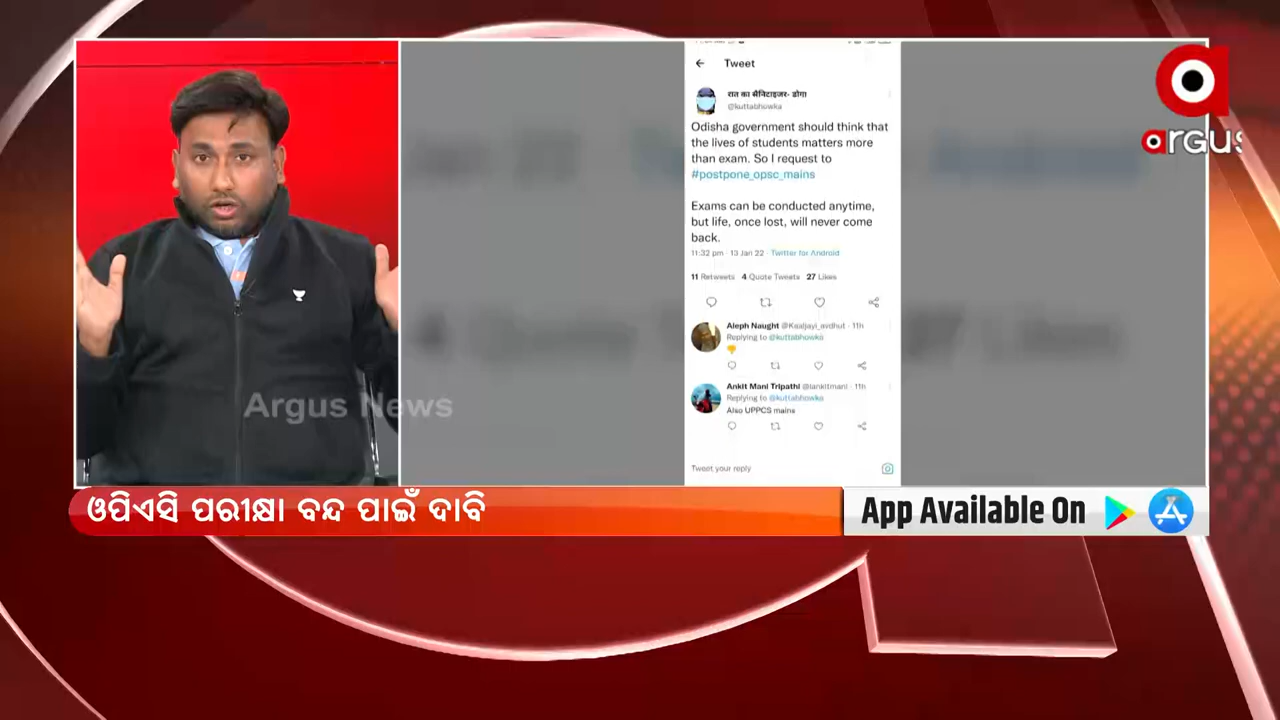 Tweet
रात का सैनिटाइजर- डोगा
@kuttabhowka
Odisha government should think that
the lives of students matters more
than exam. So I request to
#postpone_opsc_mains
Exams can be conducted anytime,
but life, once lost, will never come
back.
11:32 pm · 13 Jan 22 · Twitter for Android
11 Retweets 4 Quote Tweets 27 Likes
Aleph Naught @Kaaljayi_avdhut · 11h
Replying to @kuttabhowka
Ankit Mani Tripathi @iankitmani · 11h
Replying to @kuttabhowka
Also UPPCS mains
Tweet your reply
argus
Argus News
ଓପିଏସି ପରୀକ୍ଷା ବନ୍ଦ ପାଇଁ ଦାବି
App Available On